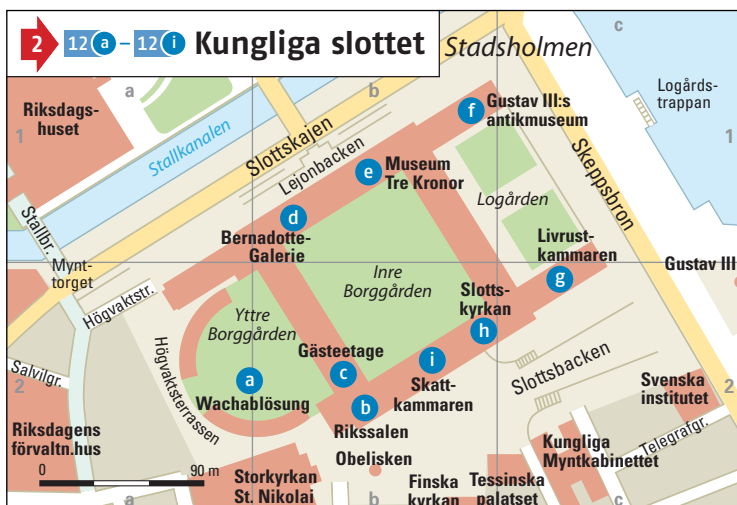 2 12 a – 12 i Kungliga slottet
Stadsholmen
a
b
c
1
1
Riksdags-
huset
Stallkanalen
Slottskajen
Lejonbacken
f
Gustav III:s
antikmuseum
Logårds-
trappan
Skeppsbron
e
Museum
Tre Kronor
Logården
d
Bernadotte-
Galerie
Stallbr.
Mynt-
torget
Högvaktstr.
Livrust-
kammaren
g
Gustav III
Inre
Borggården
Yttre
Borggården
Slotts-
kyrkan
h
Gästeetage
c
i
Skatt-
kammaren
Slottsbacken
a
Wachablösung
b
Rikssalen
Högvaktsterrassen
Salvilgr.
2
2
Svenska
institutet
Riksdagens
förvaltn.hus
Telegrafgr.
Kungliga
Myntkabinettet
Obelisken
0 90 m
Storkyrkan
St. Nikolai
Finska
kyrkan
Tessinska
palatset
a
b
c